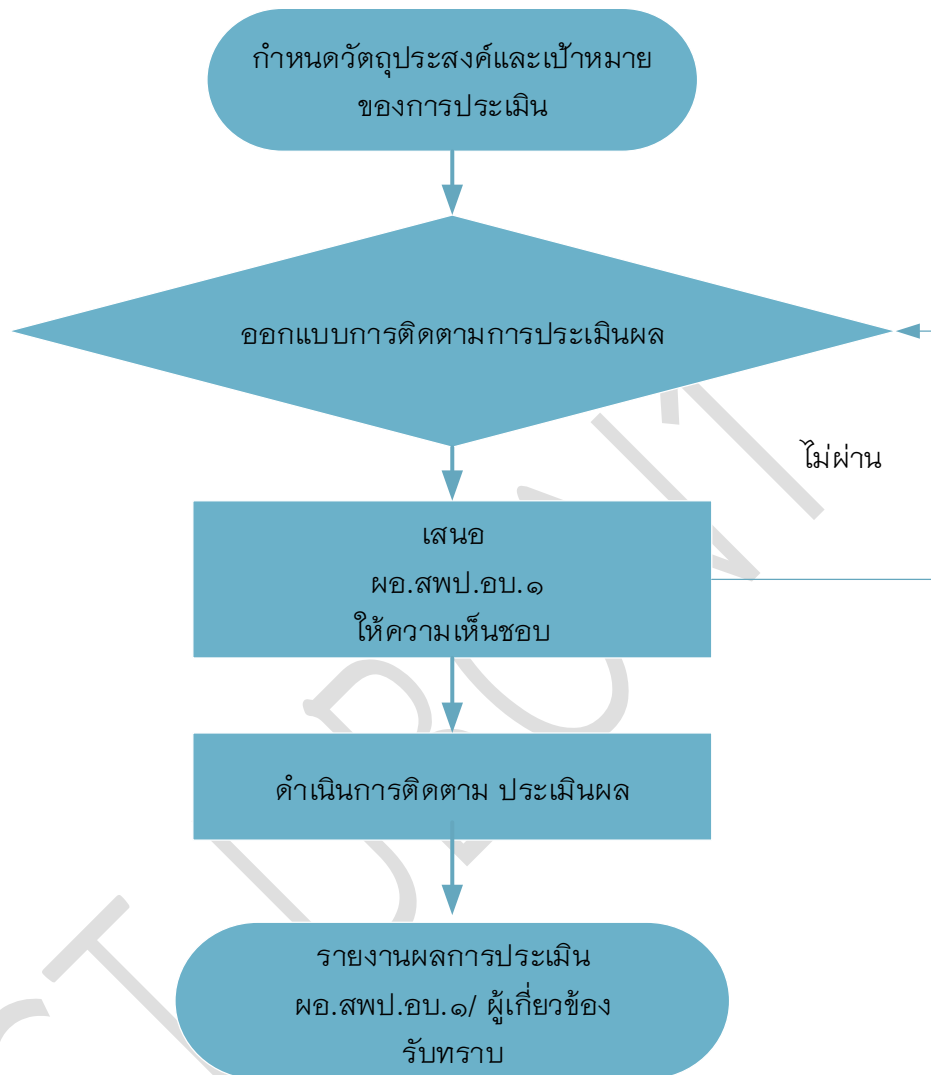 กำหนดวัตถุประสงค์และเป้าหมาย
ของการประเมิน
ออกแบบการติดตามการประเมินผล
ไม่ผ่าน
เสนอ
ผอ.สพป.อบ.๑
ให้ความเห็นชอบ
ดำเนินการติดตาม ประเมินผล
รายงานผลการประเมิน
ผอ.สพป.อบ.๑/ ผู้เกี่ยวข้อง
รับทราบ